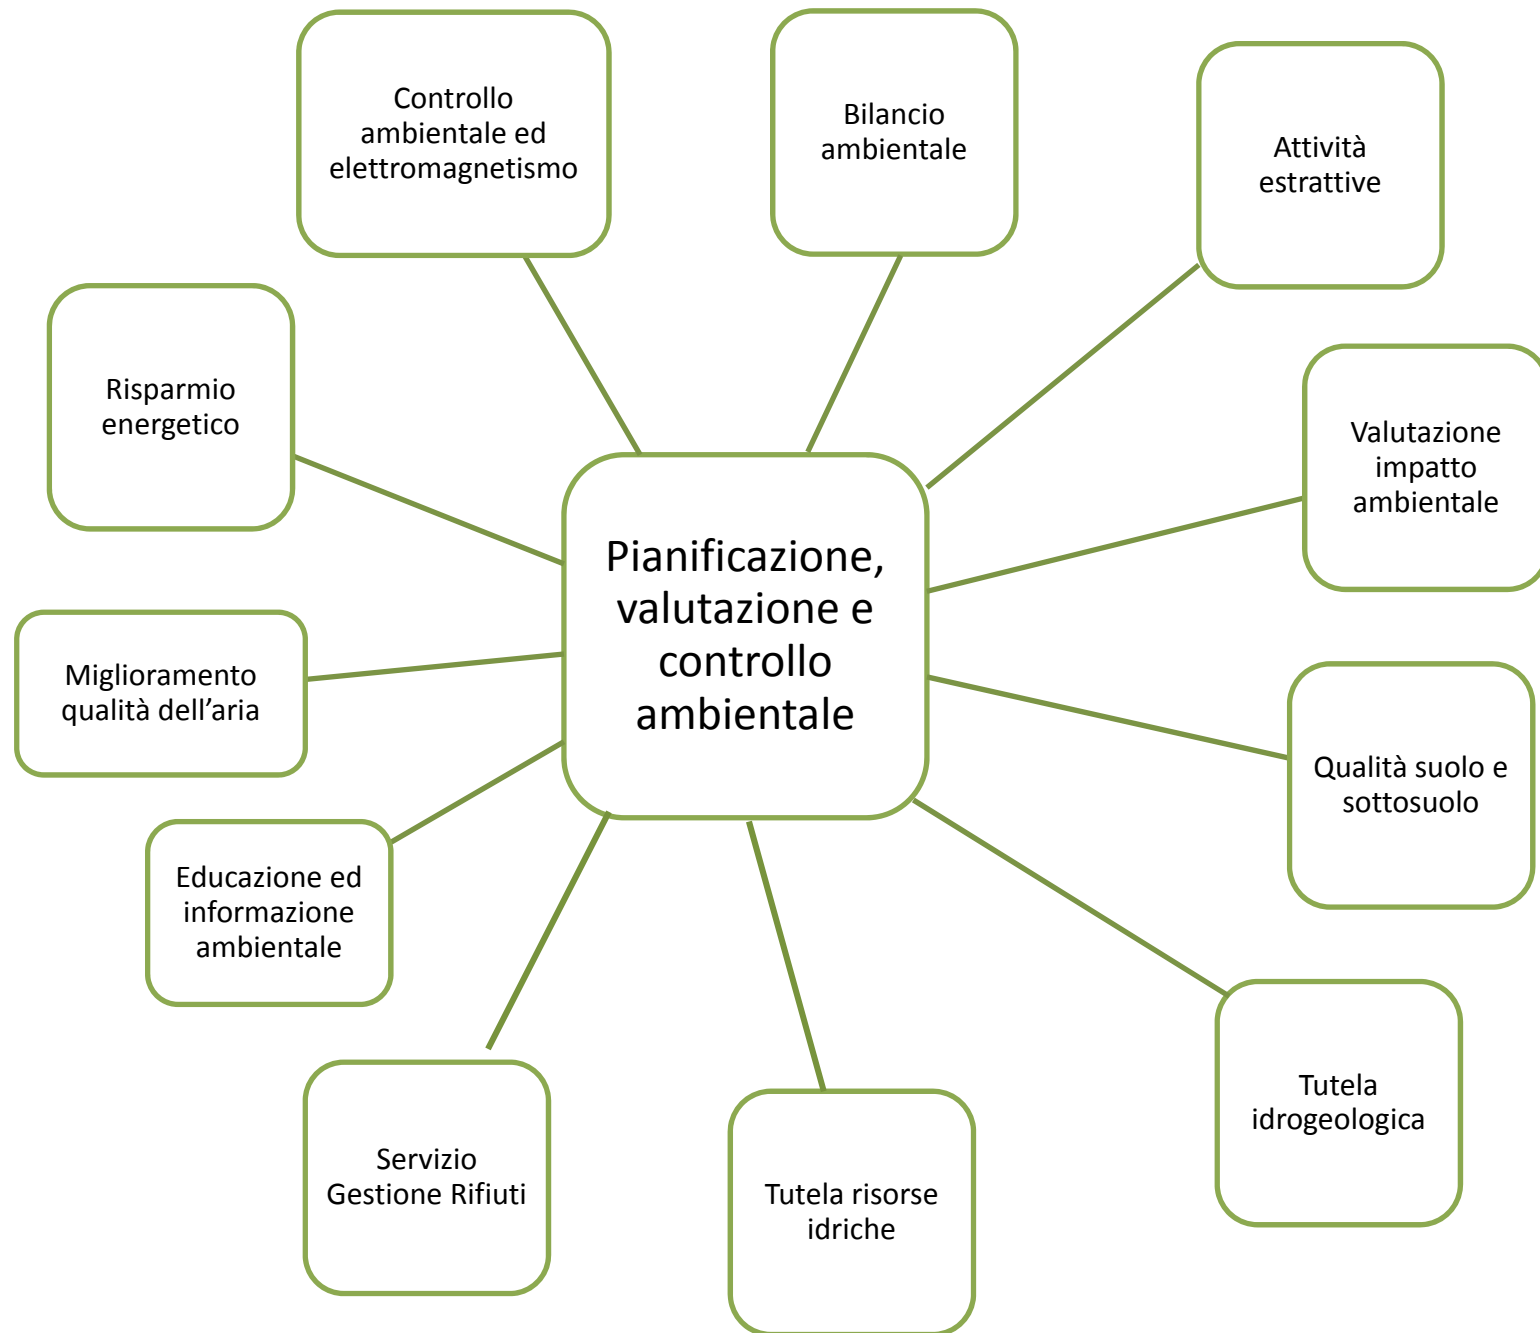 Controllo
ambientale ed
elettromagnetismo
Bilancio
ambientale
Attività
estrattive
Risparmio
energetico
Valutazione
impatto
ambientale
Pianificazione,
valutazione e
controllo
ambientale
Miglioramento
qualità dell’aria
Qualità suolo e
sottosuolo
Educazione ed
informazione
ambientale
Tutela
idrogeologica
Servizio
Gestione Rifiuti
Tutela risorse
idriche